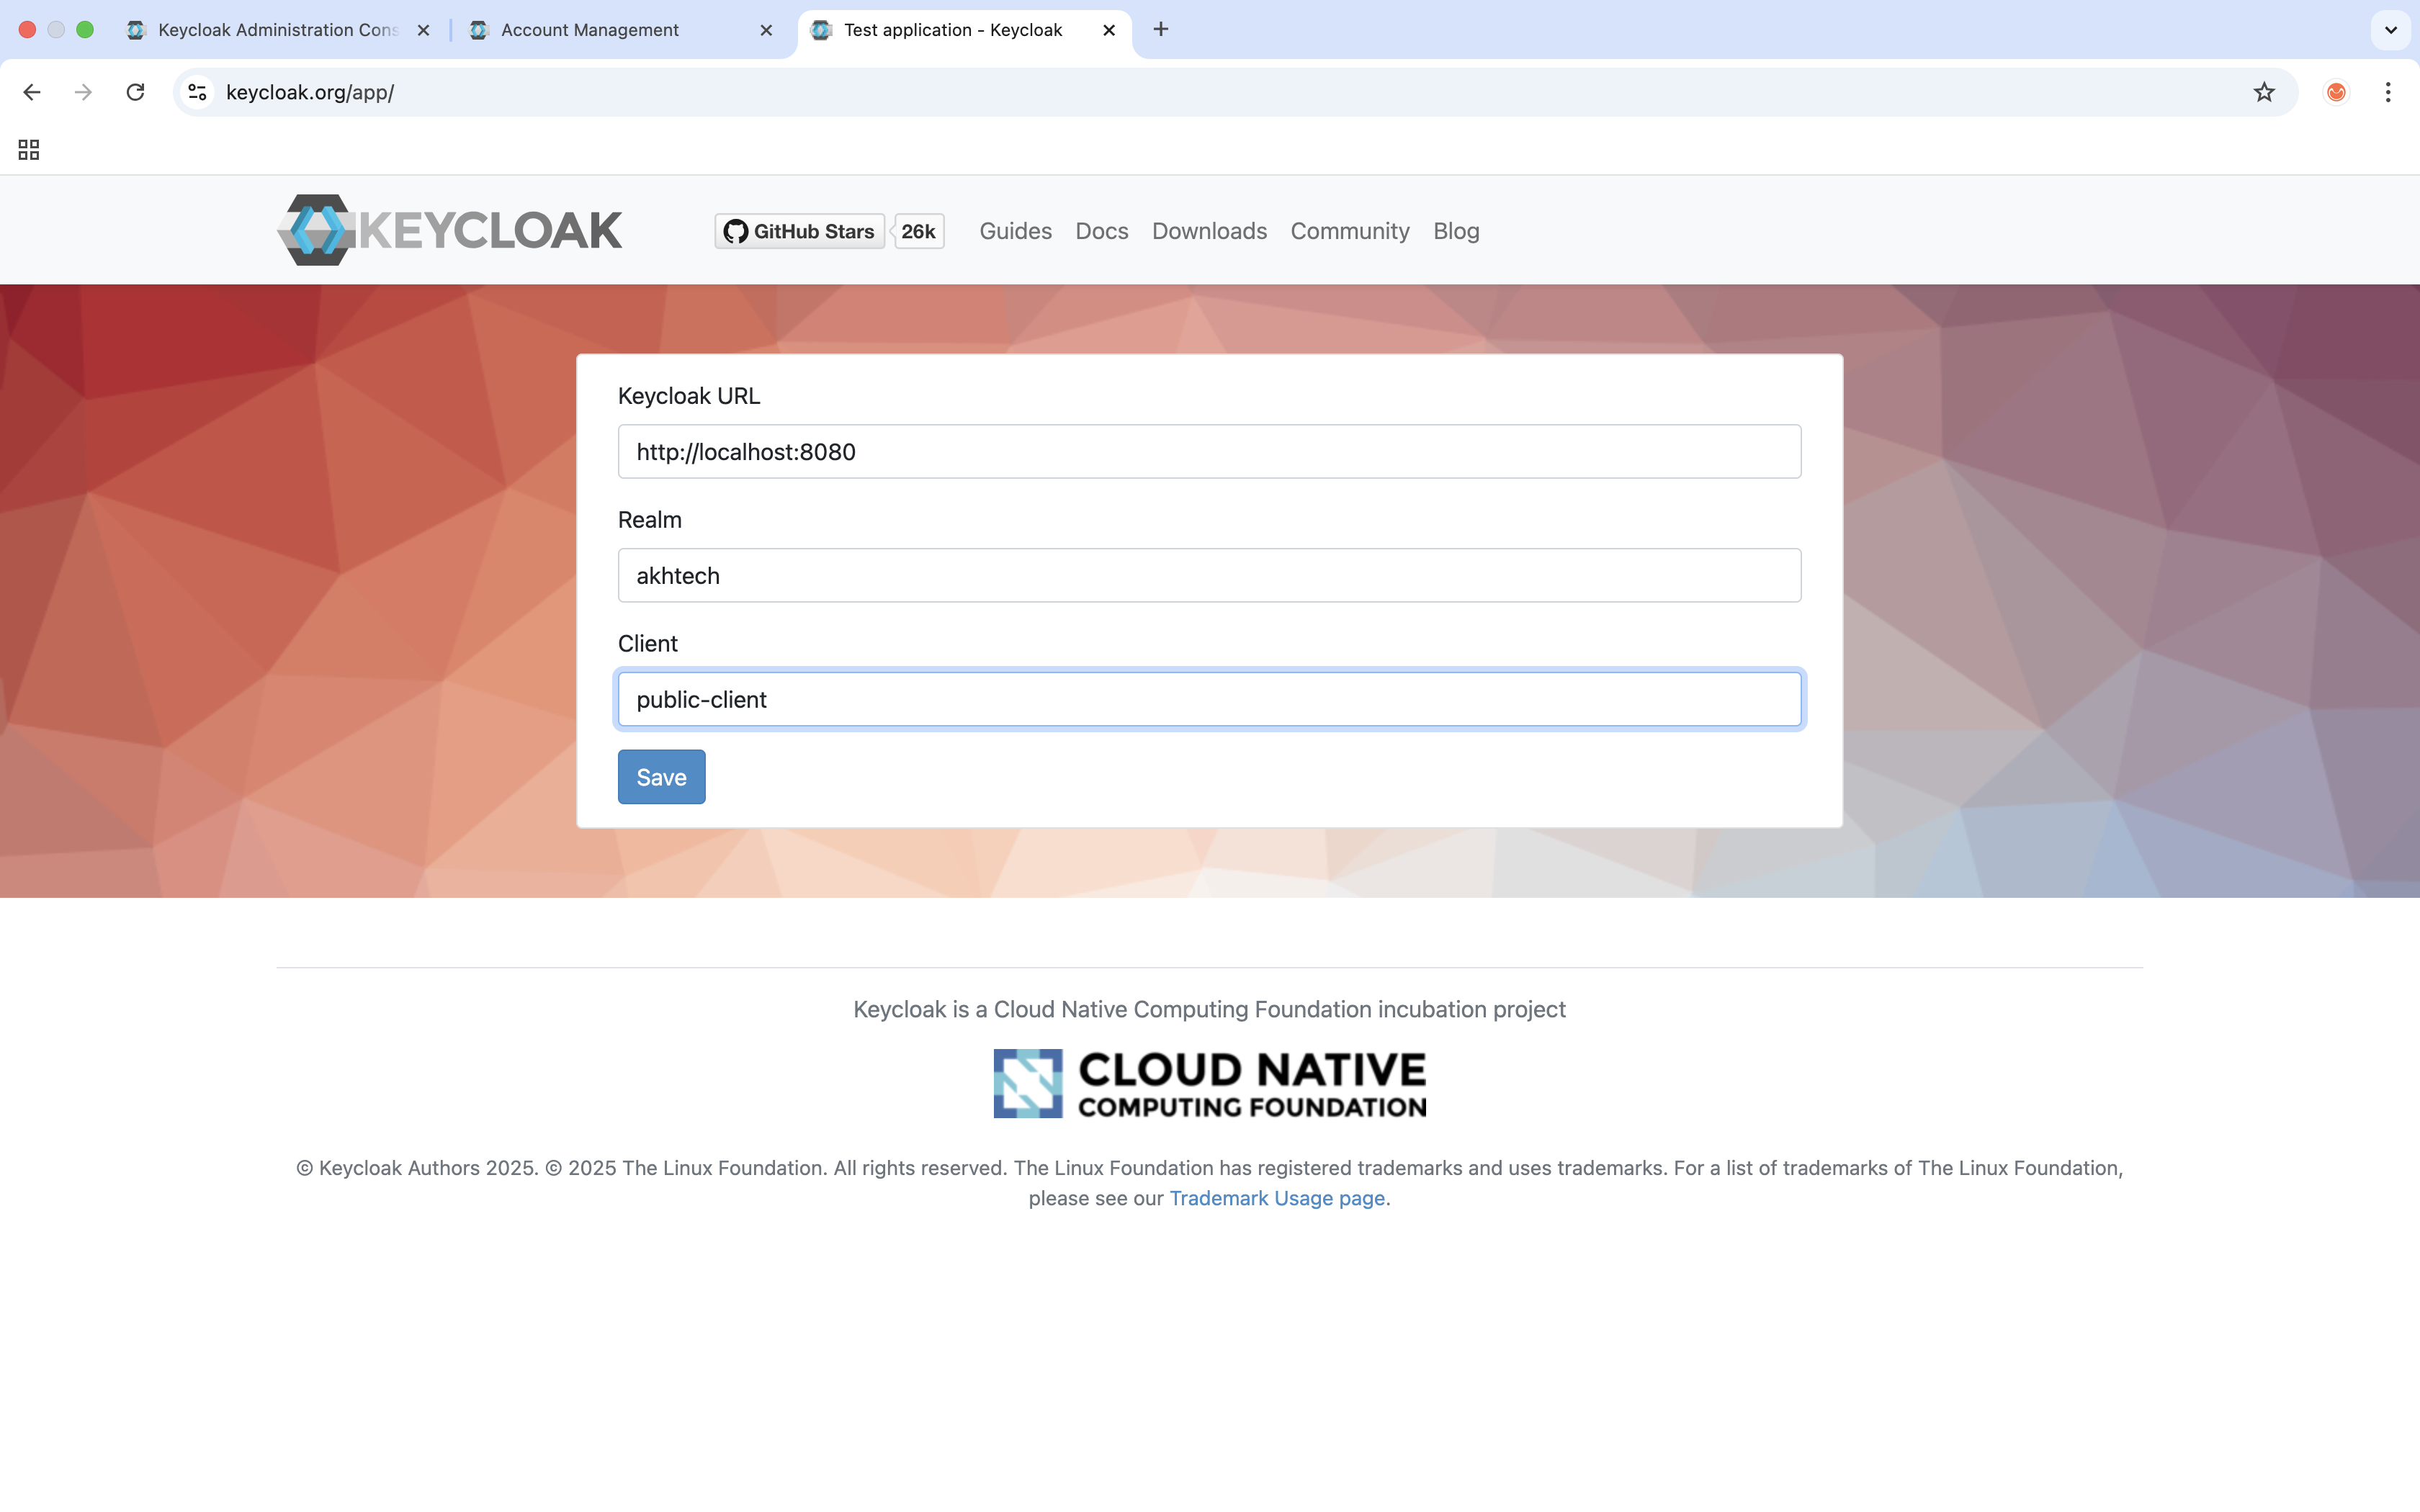 Keycloak Administration Cons
Account Management
Test application - Keycloak
keycloak.org/app/
KEYCLOAK
GitHub Stars
26k
Guides
Docs
Downloads
Community
Blog
Keycloak URL
http://localhost:8080
Realm
akhtech
Client
public-client
Save
Keycloak is a Cloud Native Computing Foundation incubation project
CLOUD NATIVE
COMPUTING FOUNDATION
© Keycloak Authors 2025. © 2025 The Linux Foundation. All rights reserved. The Linux Foundation has registered trademarks and uses trademarks. For a list of trademarks of The Linux Foundation,
please see our Trademark Usage page.